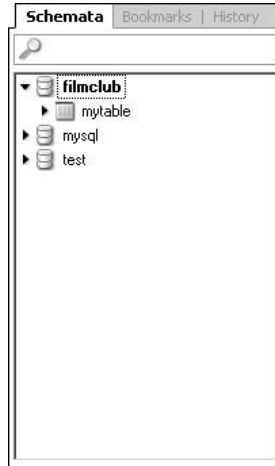 Schemata Bookmarks | History
filmclub
mytable
mysql
test